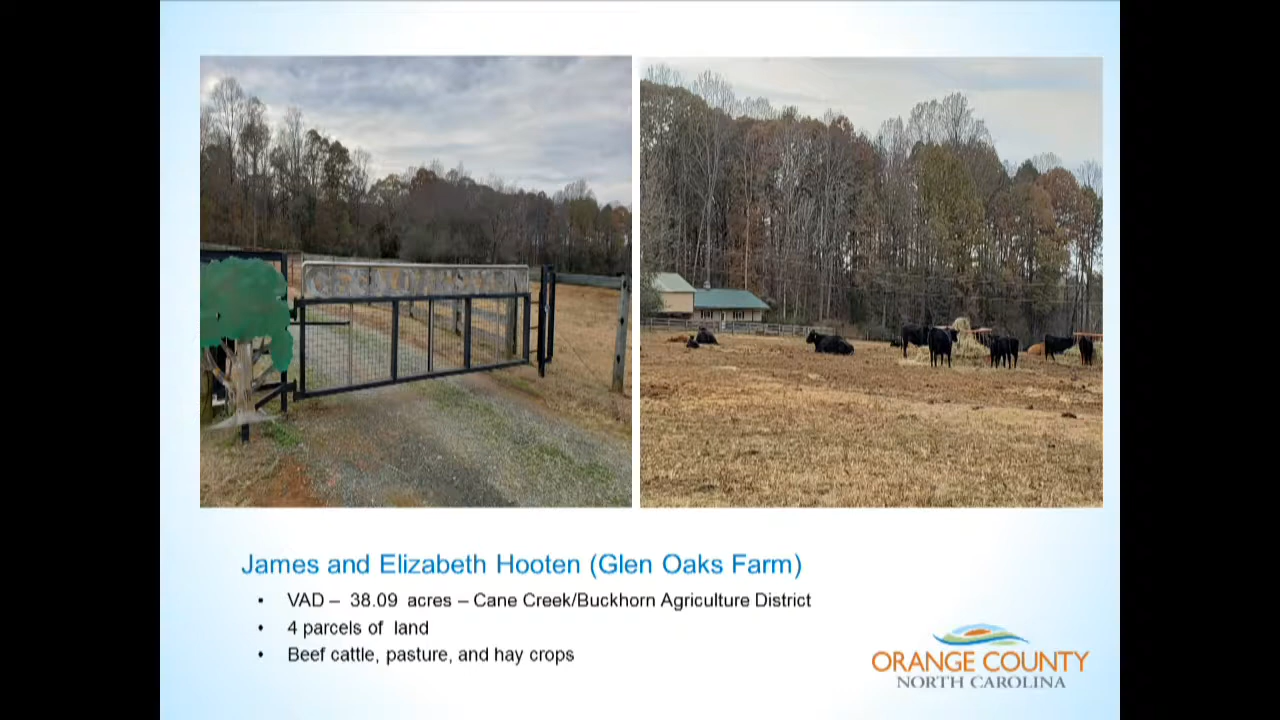 James and Elizabeth Hooten (Glen Oaks Farm)
• VAD – 38.09 acres – Cane Creek/Buckhorn Agriculture District
• 4 parcels of land
• Beef cattle, pasture, and hay crops
ORANGE COUNTY
NORTH CAROLINA